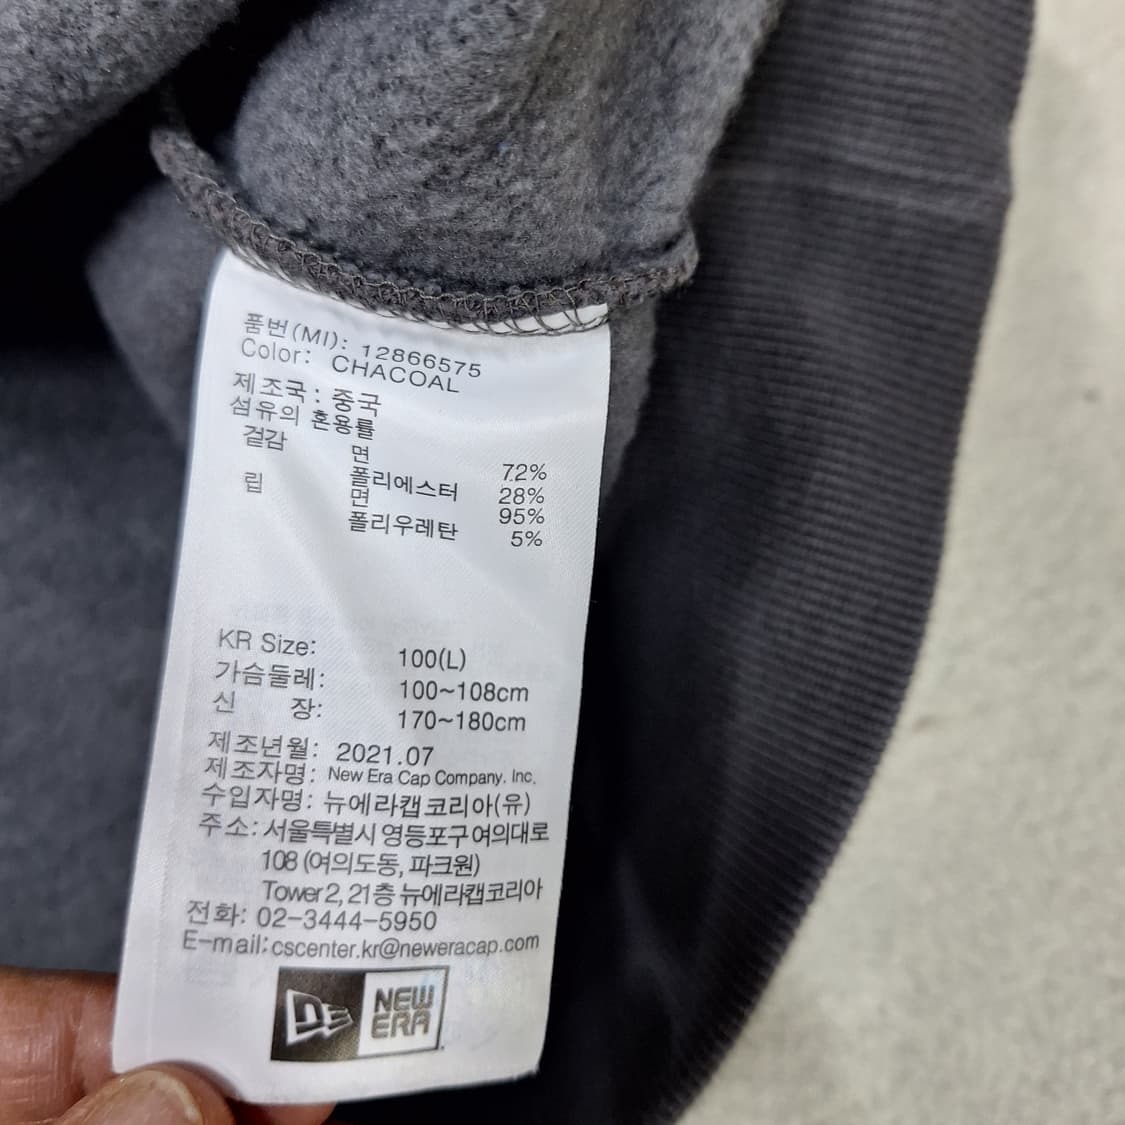 품번(MI): 12866575
Color: CHACOAL
제조국: 중국
섬유의 혼용률
겉감 면 72%
폴리에스터 28%
립 면 95%
폴리우레탄 5%
KR Size: 100(L)
가슴둘레: 100~108cm
신 장: 170~180cm
제조년월: 2021.07
제조자명: New Era Cap Company. Inc.
수입자명: 뉴에라캡코리아(유)
주소: 서울특별시 영등포구 여의대로
108 (여의도동, 파크원)
Tower 2, 21층 뉴에라캡코리아
전화: 02-3444-5950
E-mail: cscenter.kr@neweracap.com
NE NEW
ERA